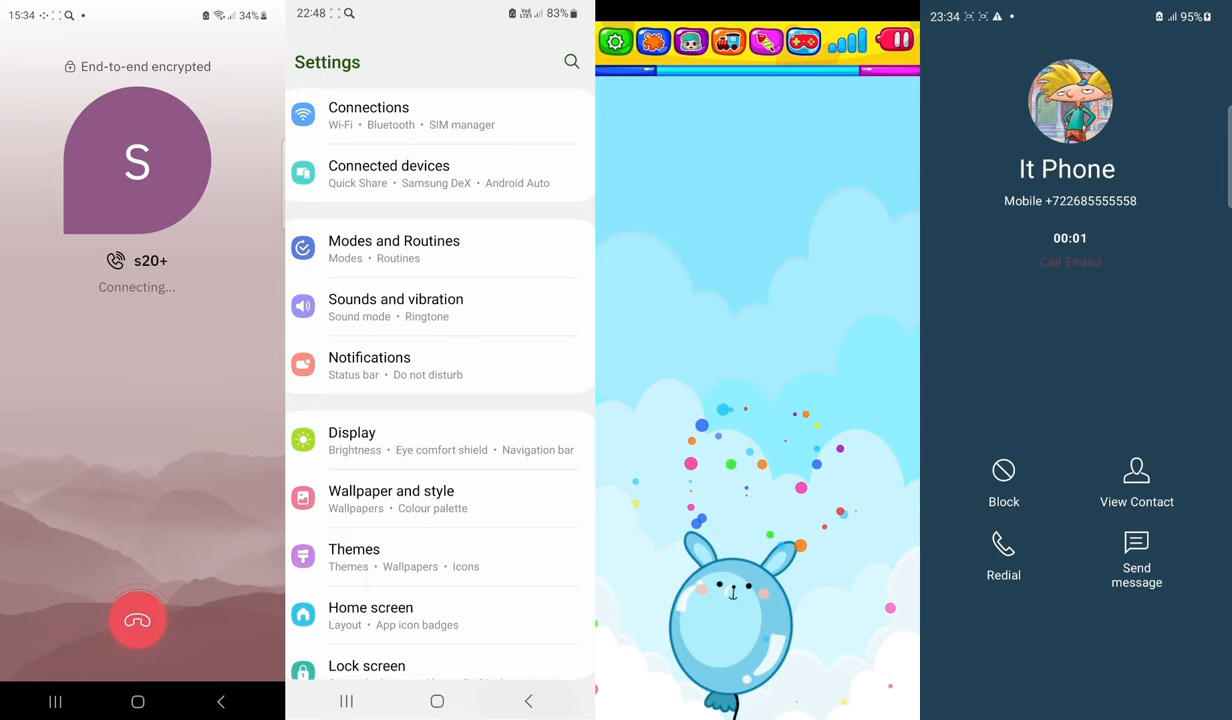 15:34
34%
End-to-end encrypted
S
s20+
Connecting...
22:48
VoD LTE1 83%
Settings
Connections
Wi-Fi • Bluetooth • SIM manager
Connected devices
Quick Share • Samsung DeX • Android Auto
Modes and Routines
Modes • Routines
Sounds and vibration
Sound mode • Ringtone
Notifications
Status bar • Do not disturb
Display
Brightness • Eye comfort shield • Navigation bar
Wallpaper and style
Wallpapers • Colour palette
Themes
Themes • Wallpapers • Icons
Home screen
Layout • App icon badges
Lock screen
23:34
95%
It Phone
Mobile +722685555558
00:01
Call Ended
Block
View Contact
Redial
Send
message